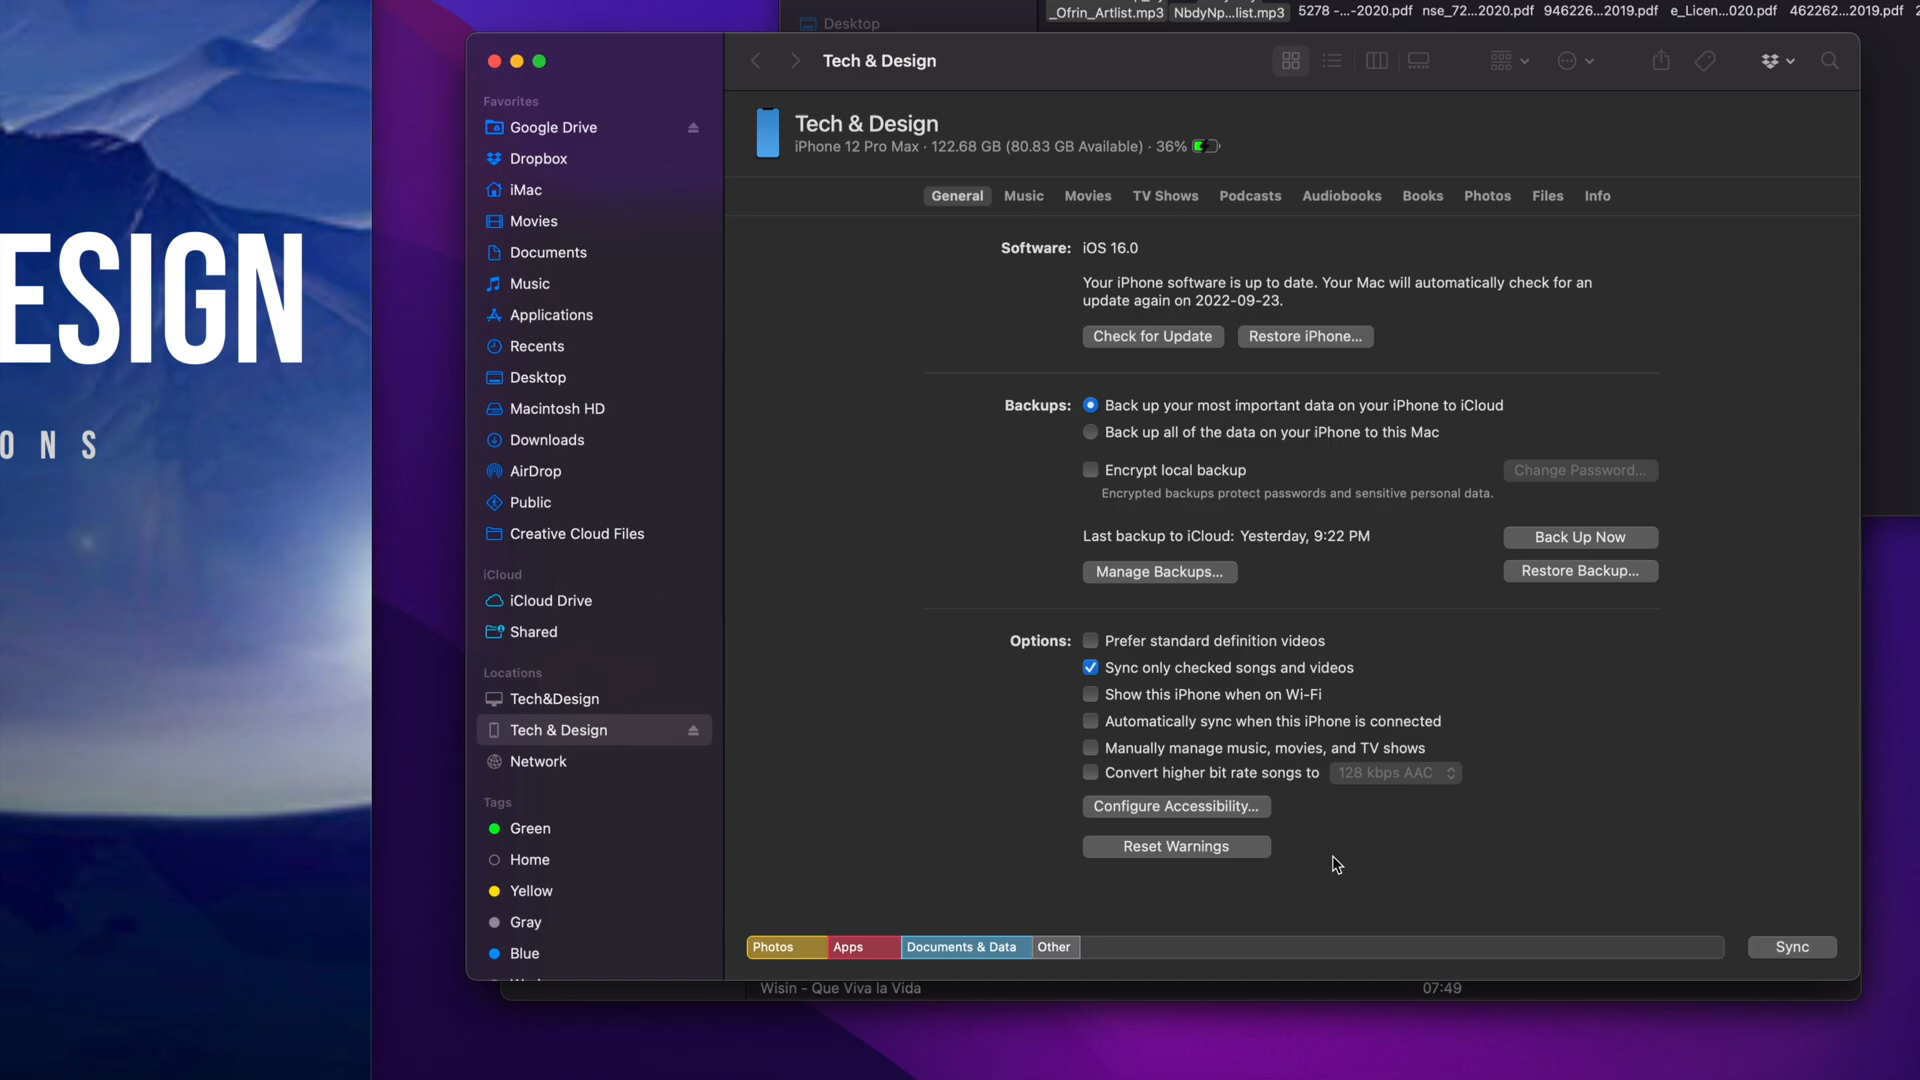 Desktop
_Ofrin_Artlist.mp3 NbdyNp...list.mp3 5278 -...-2020.pdf nse_72...2020.pdf 946226...2019.pdf e_Licen...020.pdf 462262...2019.pdf
ESIGN
ONS
Tech & Design
Favorites
Google Drive
Dropbox
iMac
Movies
Documents
Music
Applications
Recents
Desktop
Macintosh HD
Downloads
AirDrop
Public
Creative Cloud Files
iCloud
iCloud Drive
Shared
Locations
Tech&Design
Tech & Design
Network
Tags
Green
Home
Yellow
Gray
Blue
Tech & Design
iPhone 12 Pro Max · 122.68 GB (80.83 GB Available) · 36%
General Music Movies TV Shows Podcasts Audiobooks Books Photos Files Info
Software: iOS 16.0
Your iPhone software is up to date. Your Mac will automatically check for an
update again on 2022-09-23.
Check for Update Restore iPhone...
Backups: Back up your most important data on your iPhone to iCloud
Back up all of the data on your iPhone to this Mac
Encrypt local backup Change Password...
Encrypted backups protect passwords and sensitive personal data.
Last backup to iCloud: Yesterday, 9:22 PM Back Up Now
Manage Backups... Restore Backup...
Options: Prefer standard definition videos
Sync only checked songs and videos
Show this iPhone when on Wi-Fi
Automatically sync when this iPhone is connected
Manually manage music, movies, and TV shows
Convert higher bit rate songs to 128 kbps AAC
Configure Accessibility...
Reset Warnings
Photos Apps Documents & Data Other Sync
Wisin - Que Viva la Vida 07:49